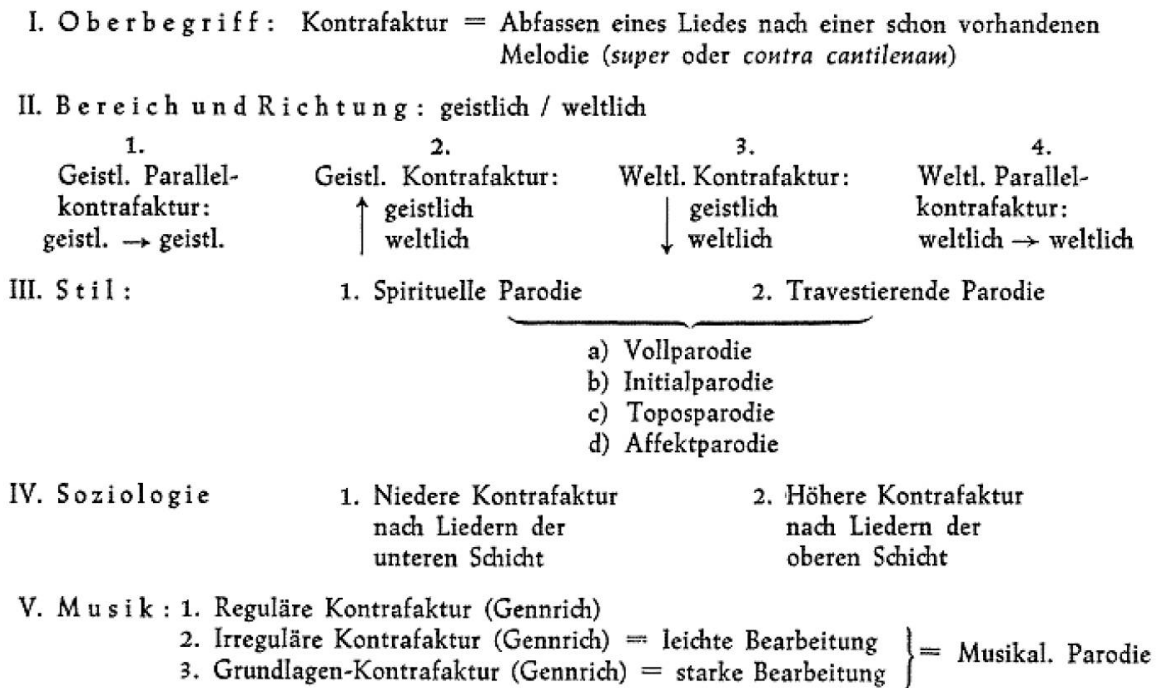 I. Oberbegriff: Kontrafaktur = Abfassen eines Liedes nach einer schon vorhandenen
Melodie (super oder contra cantilenam)
II. Bereich und Richtung: geistlich / weltlich
1. 2. 3. 4.
Geistl. Parallel- Geistl. Kontrafaktur: Weltl. Kontrafaktur: Weltl. Parallel-
kontrafaktur: ↑ geistlich ↓ geistlich kontrafaktur:
geistl. → geistl. weltlich weltlich weltlich → weltlich
III. Stil: 1. Spirituelle Parodie 2. Travestierende Parodie
a) Vollparodie
b) Initialparodie
c) Toposparodie
d) Affektparodie
IV. Soziologie 1. Niedere Kontrafaktur 2. Höhere Kontrafaktur
nach Liedern der nach Liedern der
unteren Schicht oberen Schicht
V. Musik: 1. Reguläre Kontrafaktur (Gennrich)
2. Irreguläre Kontrafaktur (Gennrich) = leichte Bearbeitung
3. Grundlagen-Kontrafaktur (Gennrich) = starke Bearbeitung } = Musikal. Parodie